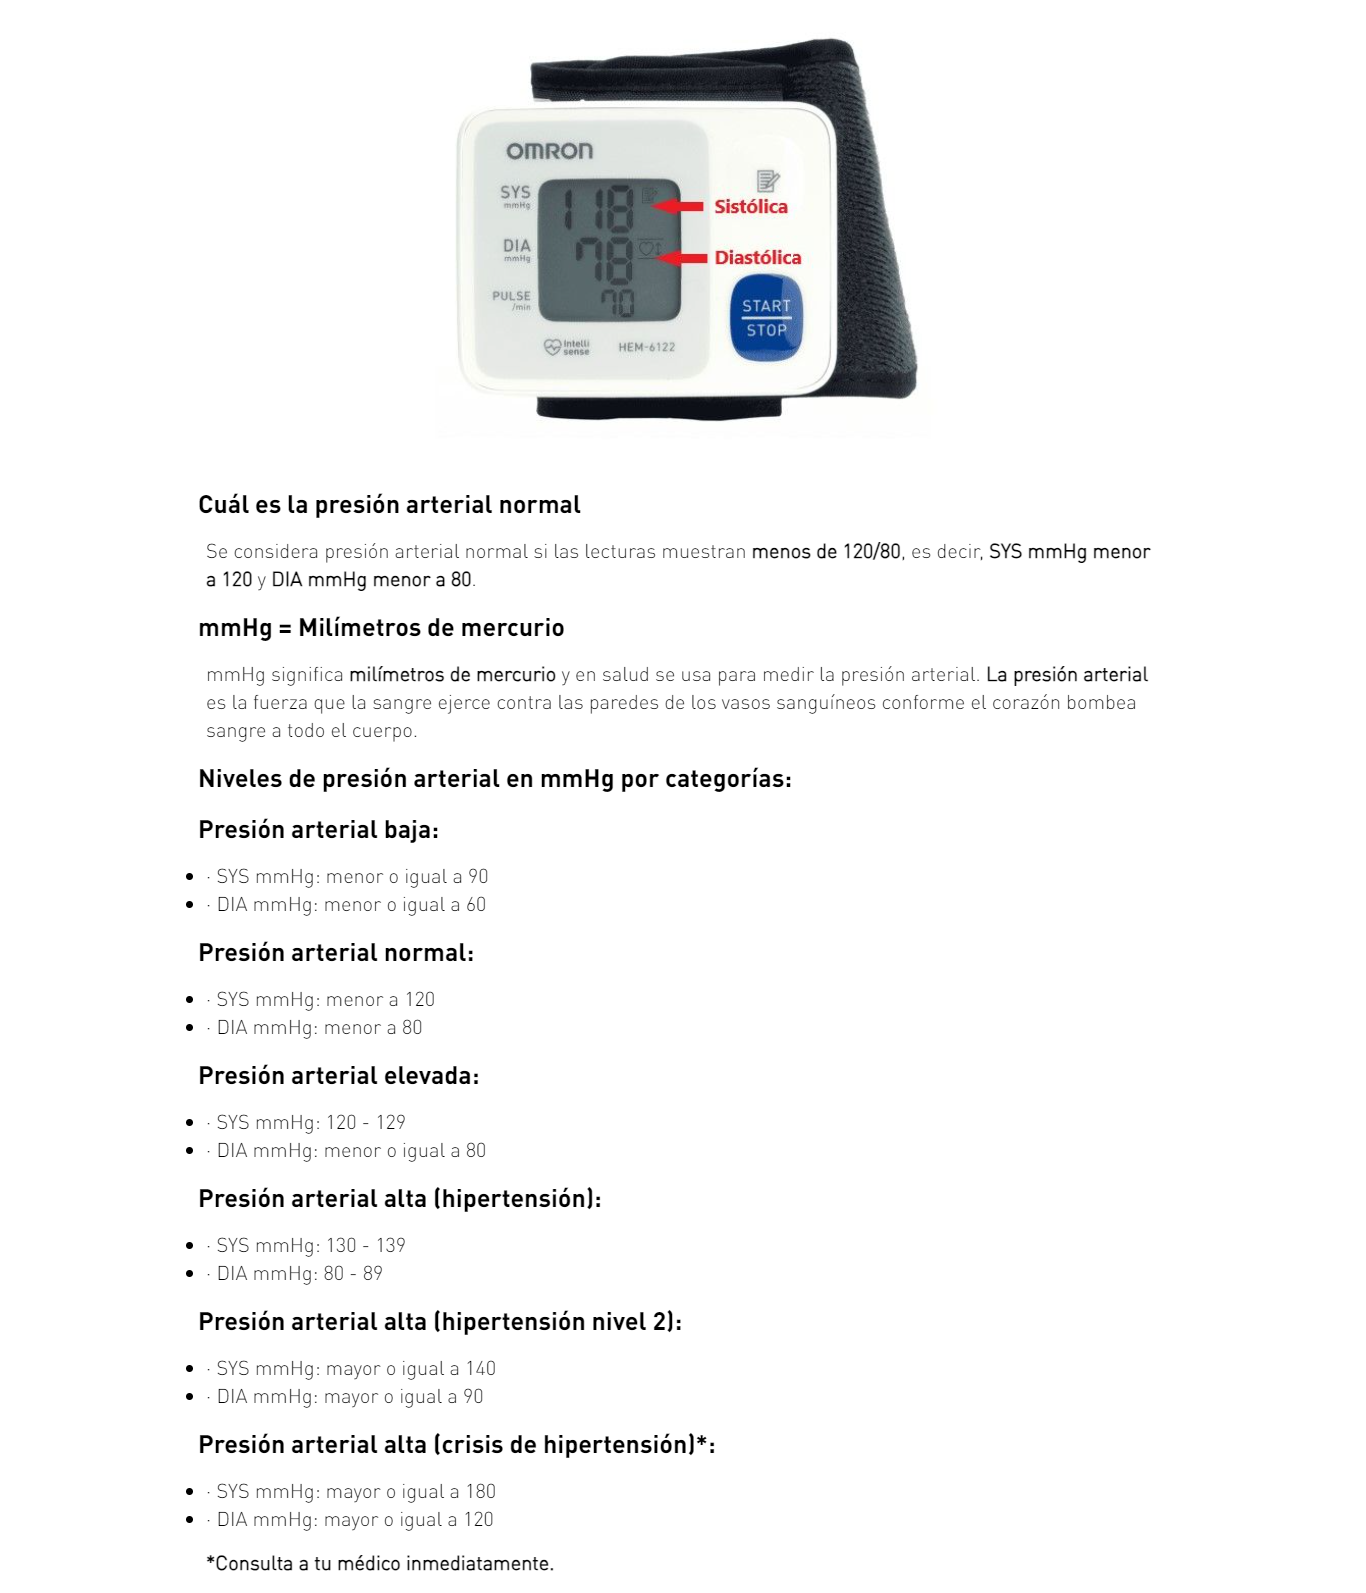 OMRON
SYS
mmHg
118
Sistólica
DIA
mmHg
78
Diastólica
PULSE
/min
70
START
STOP
Intelli
sense
HEM-6122
Cuál es la presión arterial normal
Se considera presión arterial normal si las lecturas muestran menos de 120/80, es decir, SYS mmHg menor
a 120 y DIA mmHg menor a 80.
mmHg = Milímetros de mercurio
mmHg significa milímetros de mercurio y en salud se usa para medir la presión arterial. La presión arterial
es la fuerza que la sangre ejerce contra las paredes de los vasos sanguíneos conforme el corazón bombea
sangre a todo el cuerpo.
Niveles de presión arterial en mmHg por categorías:
Presión arterial baja:
• · SYS mmHg: menor o igual a 90
• · DIA mmHg: menor o igual a 60
Presión arterial normal:
• · SYS mmHg: menor a 120
• · DIA mmHg: menor a 80
Presión arterial elevada:
• · SYS mmHg: 120 - 129
• · DIA mmHg: menor o igual a 80
Presión arterial alta (hipertensión):
• · SYS mmHg: 130 - 139
• · DIA mmHg: 80 - 89
Presión arterial alta (hipertensión nivel 2):
• · SYS mmHg: mayor o igual a 140
• · DIA mmHg: mayor o igual a 90
Presión arterial alta (crisis de hipertensión)*:
• · SYS mmHg: mayor o igual a 180
• · DIA mmHg: mayor o igual a 120
*Consulta a tu médico inmediatamente.